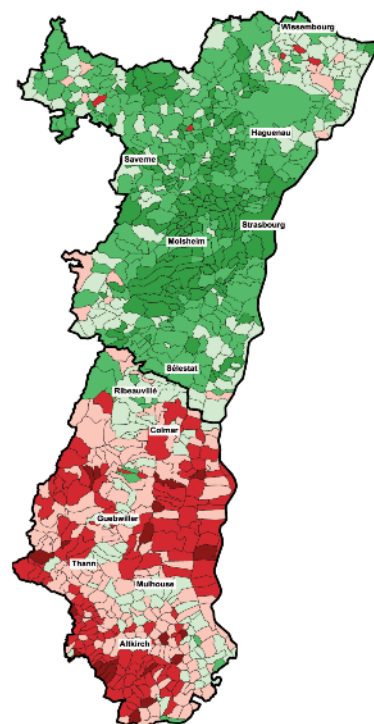 Wissembourg
Haguenau
Saverne
Strasbourg
Molsheim
Sélestat
Ribeauvillé
Colmar
Guebwiller
Thann
Mulhouse
Altkirch